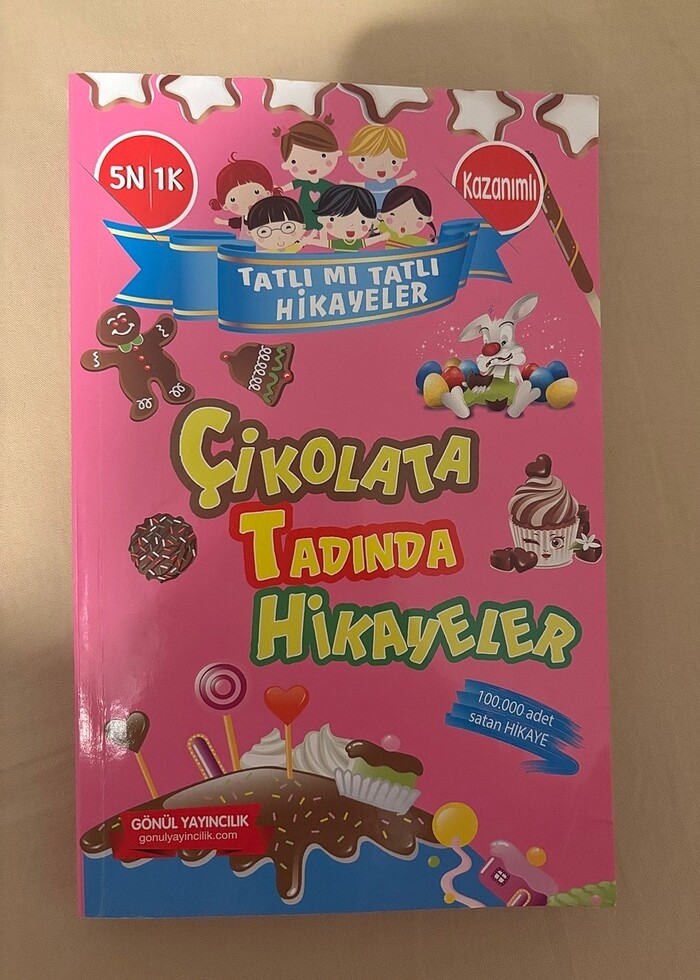 5N 1K
Kazanımlı
TATLI MI TATLI
HİKAYELER
ÇİKOLATA
TADINDA
HİKAYELER
100.000 adet
satan HİKAYE
GÖNÜL YAYINCILIK
gonulyayincilik.com